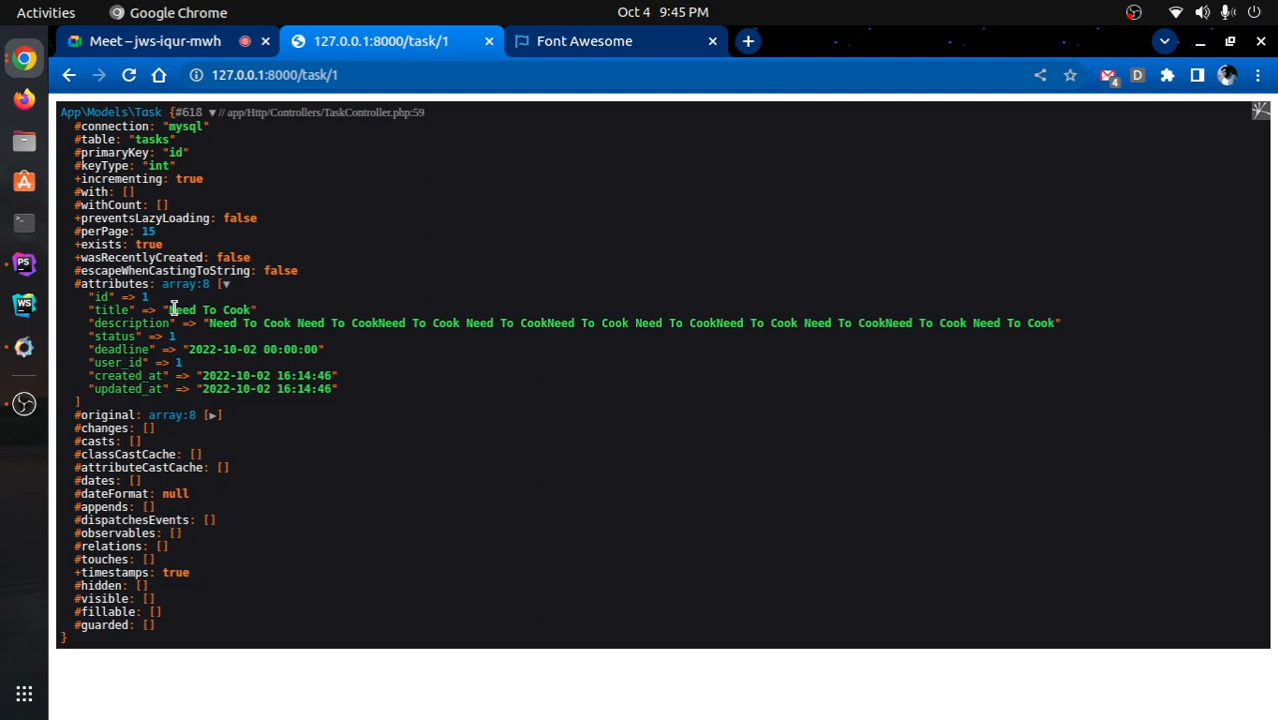 Activities
Google Chrome
Oct 4 9:45 PM
Meet – jws-iqur-mwh
127.0.0.1:8000/task/1
Font Awesome
127.0.0.1:8000/task/1
4
D
App\Models\Task {#618 ▼ // app/Http/Controllers/TaskController.php:59
#connection: "mysql"
#table: "tasks"
#primaryKey: "id"
#keyType: "int"
+incrementing: true
#with: []
#withCount: []
+preventsLazyLoading: false
#perPage: 15
+exists: true
+wasRecentlyCreated: false
#escapeWhenCastingToString: false
#attributes: array:8 [▼
"id" => 1
"title" => "Need To Cook"
"description" => "Need To Cook Need To CookNeed To Cook Need To CookNeed To Cook Need To CookNeed To Cook Need To CookNeed To Cook Need To Cook"
"status" => 1
"deadline" => "2022-10-02 00:00:00"
"user_id" => 1
"created_at" => "2022-10-02 16:14:46"
"updated_at" => "2022-10-02 16:14:46"
]
#original: array:8 [▶]
#changes: []
#casts: []
#classCastCache: []
#attributeCastCache: []
#dates: []
#dateFormat: null
#appends: []
#dispatchesEvents: []
#observables: []
#relations: []
#touches: []
+timestamps: true
#hidden: []
#visible: []
#fillable: []
#guarded: []
}
PS
WS